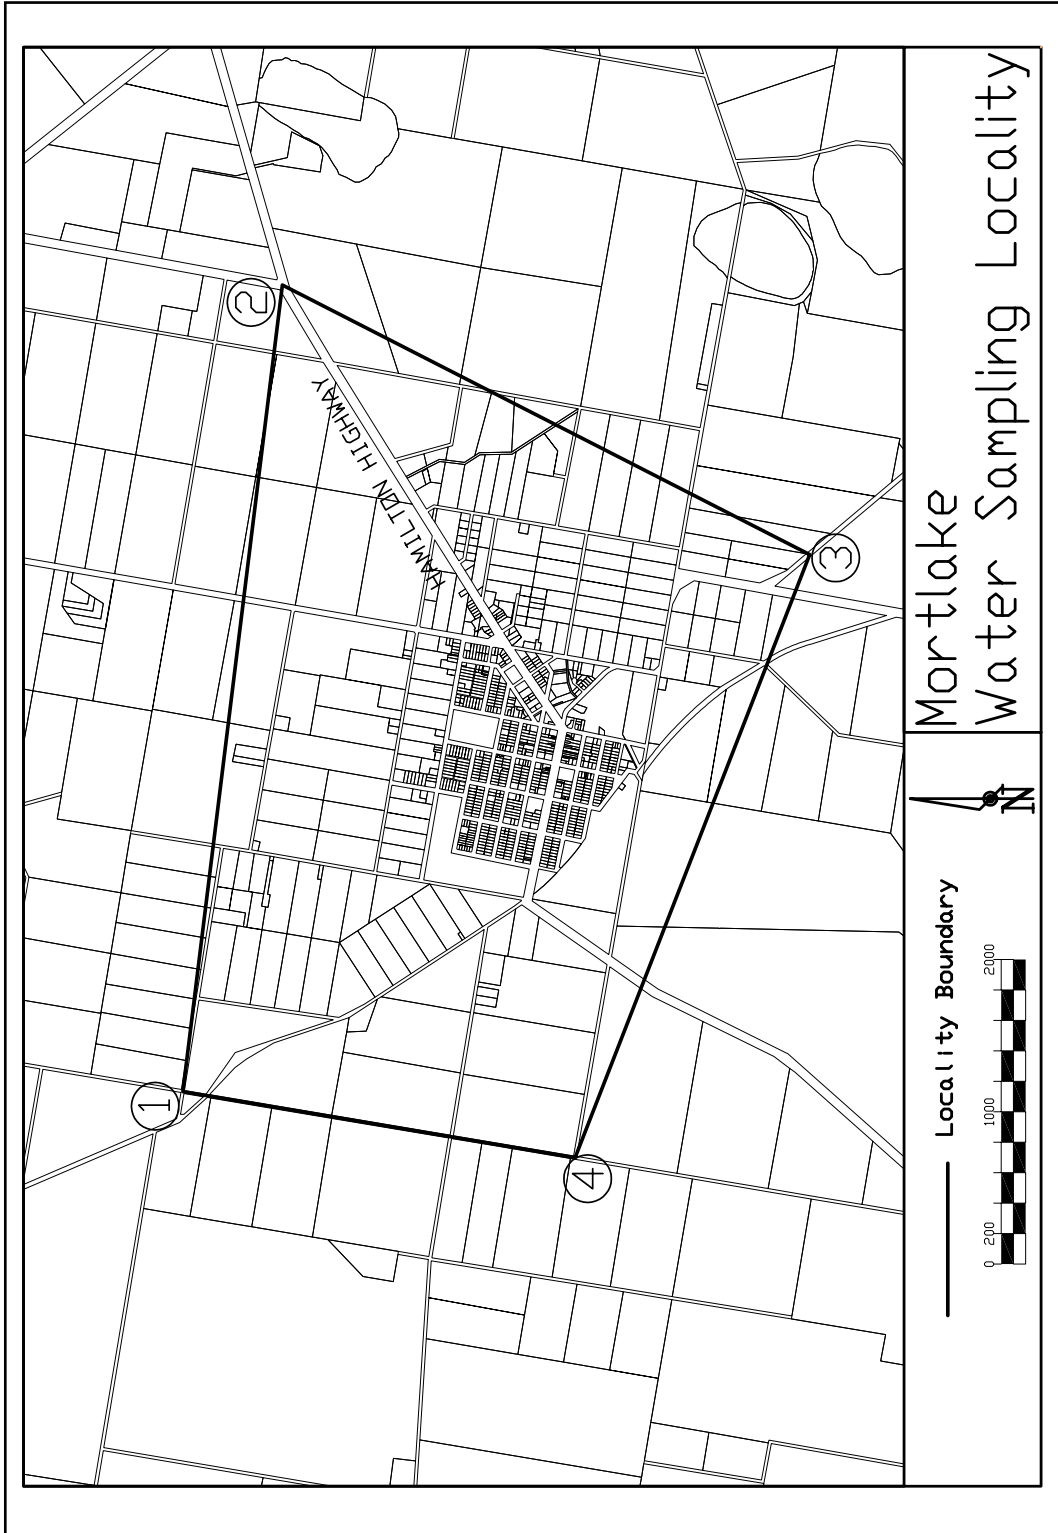 Mortlake
Water Sampling Locality
HAMILTON HIGHWAY
1
2
3
4
N
Locality Boundary
0 200 1000 2000